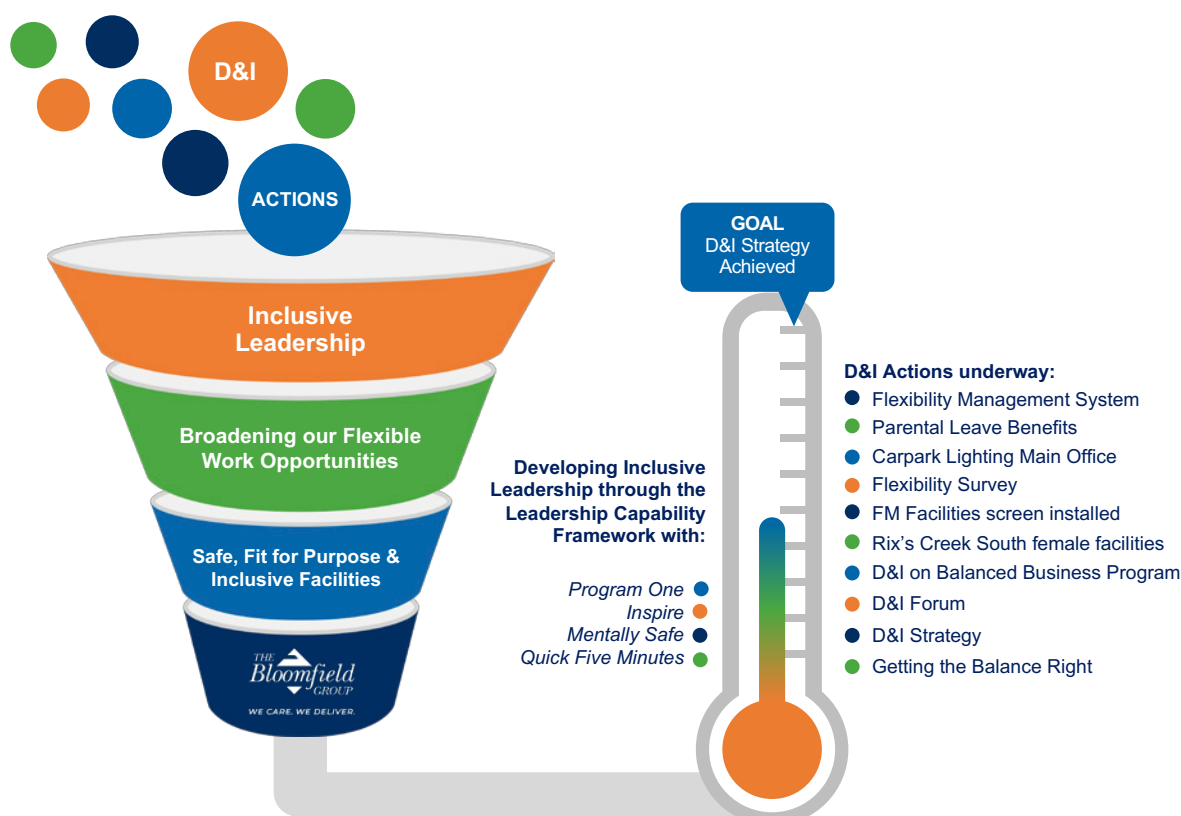 D&I
ACTIONS
Inclusive
Leadership
Broadening our Flexible
Work Opportunities
Safe, Fit for Purpose &
Inclusive Facilities
THE
Bloomfield
GROUP
WE CARE. WE DELIVER.
Developing Inclusive
Leadership through the
Leadership Capability
Framework with:
Program One
Inspire
Mentally Safe
Quick Five Minutes
GOAL
D&I Strategy
Achieved
D&I Actions underway:
Flexibility Management System
Parental Leave Benefits
Carpark Lighting Main Office
Flexibility Survey
FM Facilities screen installed
Rix's Creek South female facilities
D&I on Balanced Business Program
D&I Forum
D&I Strategy
Getting the Balance Right